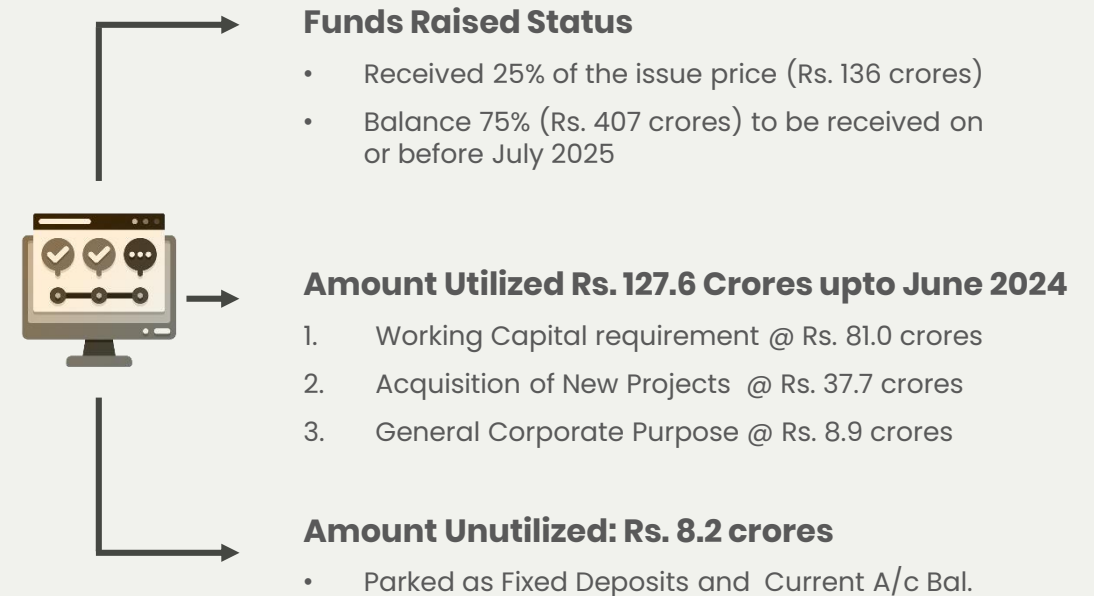 Funds Raised Status
• Received 25% of the issue price (Rs. 136 crores)
• Balance 75% (Rs. 407 crores) to be received on
or before July 2025
Amount Utilized Rs. 127.6 Crores upto June 2024
1. Working Capital requirement @ Rs. 81.0 crores
2. Acquisition of New Projects @ Rs. 37.7 crores
3. General Corporate Purpose @ Rs. 8.9 crores
Amount Unutilized: Rs. 8.2 crores
• Parked as Fixed Deposits and Current A/c Bal.